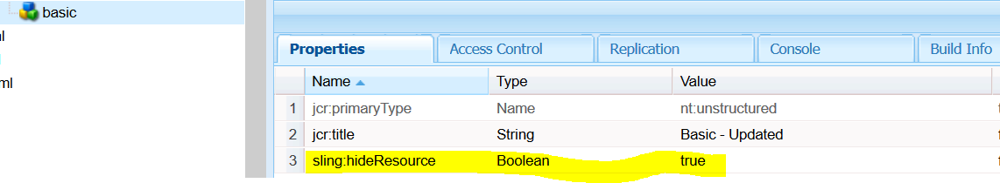 basic
ml
Properties Access Control Replication Console Build Info
Name Type Value
1 jcr:primaryType Name nt:unstructured
2 jcr:title String Basic - Updated
3 sling:hideResource Boolean true